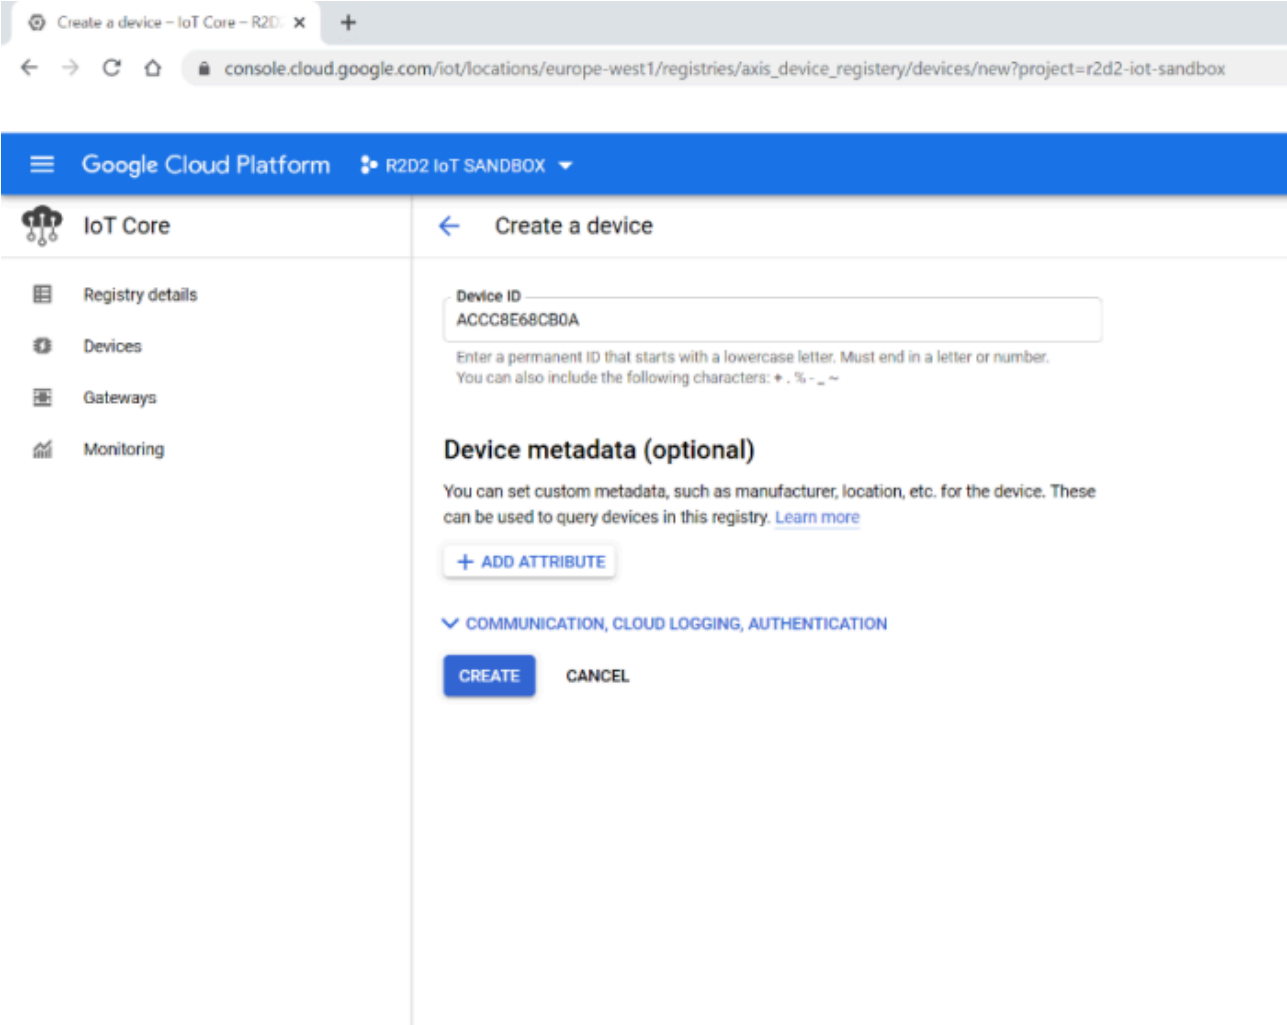 Create a device – IoT Core – R2D2
console.cloud.google.com/iot/locations/europe-west1/registries/axis_device_registery/devices/new?project=r2d2-iot-sandbox
Google Cloud Platform R2D2 IoT SANDBOX
IoT Core
Create a device
Registry details
Devices
Gateways
Monitoring
Device ID
ACCC8E68CB0A
Enter a permanent ID that starts with a lowercase letter. Must end in a letter or number.
You can also include the following characters: + . % - _ ~
Device metadata (optional)
You can set custom metadata, such as manufacturer, location, etc. for the device. These
can be used to query devices in this registry. Learn more
+ ADD ATTRIBUTE
COMMUNICATION, CLOUD LOGGING, AUTHENTICATION
CREATE CANCEL